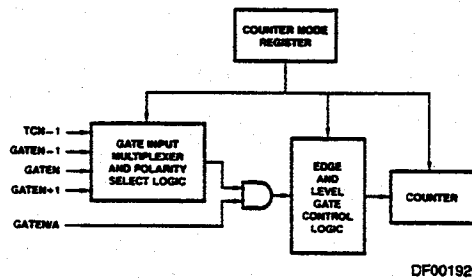 COUNTER MODE
REGISTER
TCN−1
GATEN−1
GATEN
GATEN+1
GATEN/A
GATE INPUT
MULTIPLEXER
AND POLARITY
SELECT LOGIC
EDGE
AND
LEVEL
GATE
CONTROL
LOGIC
COUNTER
DF00192